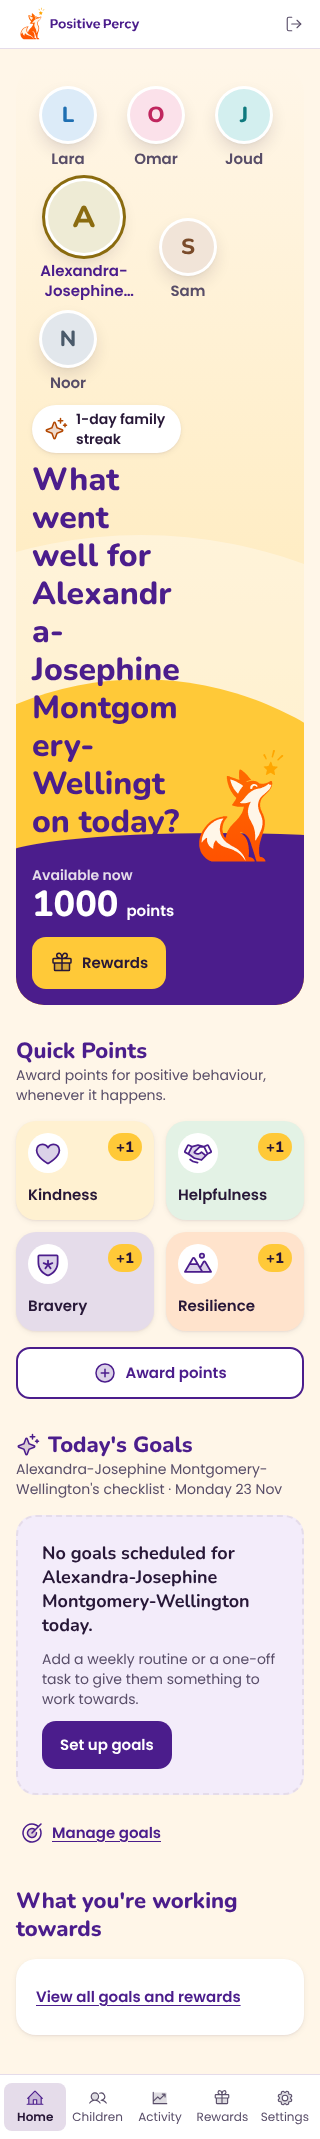 Positive Percy
L
O
J
Lara
Omar
Joud
A
S
Alexandra-
Josephine...
Sam
N
Noor
1-day family
streak
What
went
well for
Alexandr
a-
Josephine
Montgom
ery-
Wellingt
on today?
Available now
1000 points
Rewards
Quick Points
Award points for positive behaviour,
whenever it happens.
+1
+1
Kindness
Helpfulness
+1
+1
Bravery
Resilience
Award points
Today's Goals
Alexandra-Josephine Montgomery-
Wellington's checklist · Monday 23 Nov
No goals scheduled for
Alexandra-Josephine
Montgomery-Wellington
today.
Add a weekly routine or a one-off
task to give them something to
work towards.
Set up goals
Manage goals
What you're working
towards
View all goals and rewards
Home
Children
Activity
Rewards
Settings